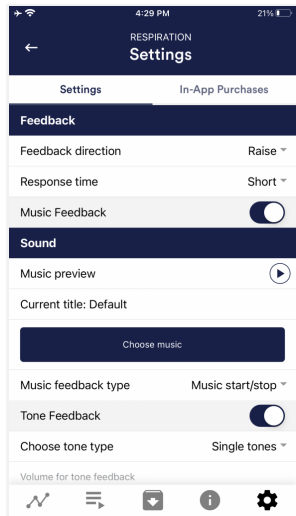 4:29 PM
21%
RESPIRATION
Settings
Settings
In-App Purchases
Feedback
Feedback direction Raise
Response time Short
Music Feedback
Sound
Music preview
Current title: Default
Choose music
Music feedback type Music start/stop
Tone Feedback
Choose tone type Single tones
Volume for tone feedback